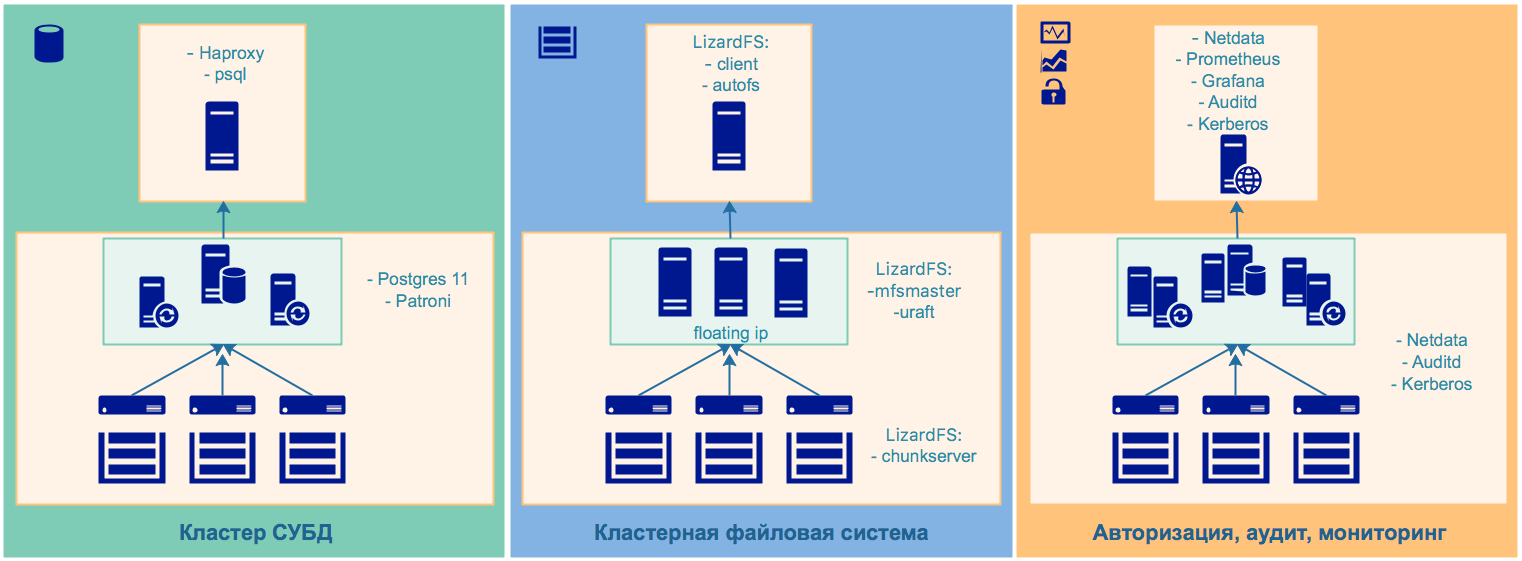 - Haproxy
- psql
- Postgres 11
- Patroni
Кластер СУБД
LizardFS:
- client
- autofs
floating ip
LizardFS:
-mfsmaster
-uraft
LizardFS:
- chunkserver
Кластерная файловая система
- Netdata
- Prometheus
- Grafana
- Auditd
- Kerberos
- Netdata
- Auditd
- Kerberos
Авторизация, аудит, мониторинг